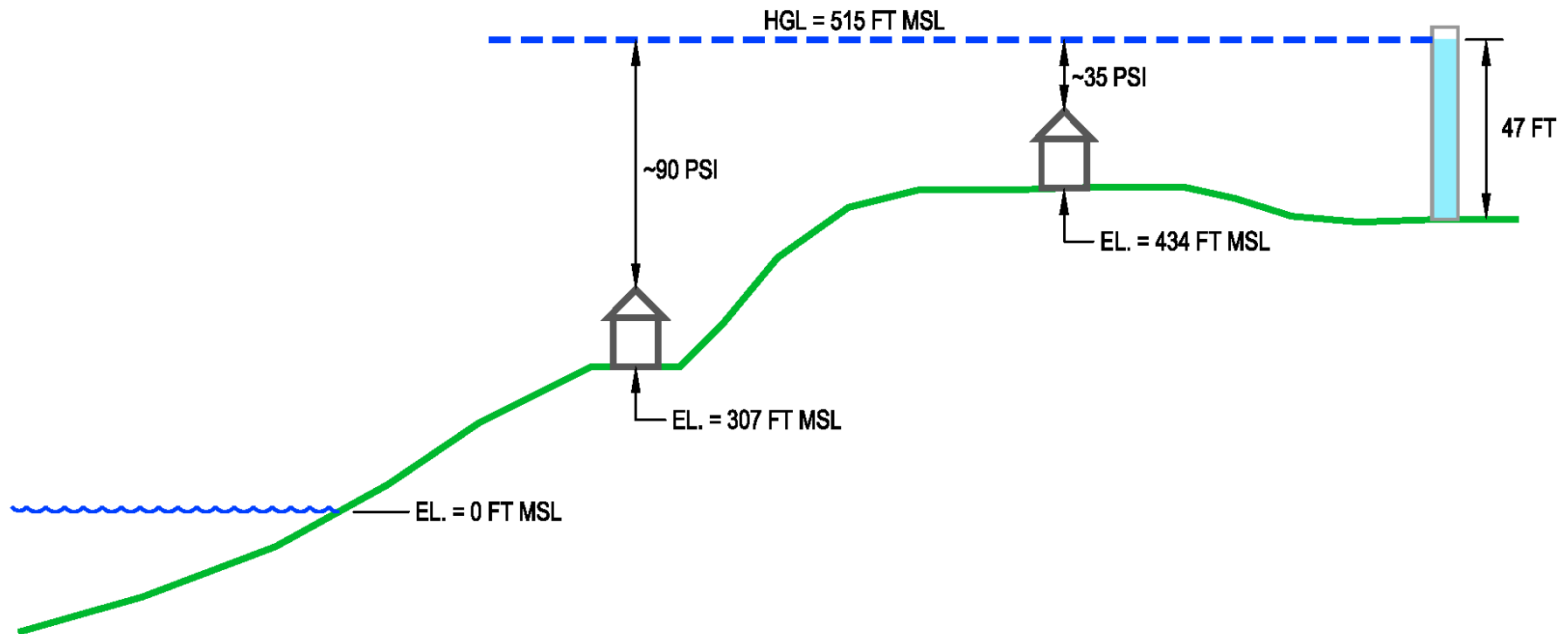 HGL = 515 FT MSL
~35 PSI
47 FT
~90 PSI
EL. = 434 FT MSL
EL. = 307 FT MSL
EL. = 0 FT MSL